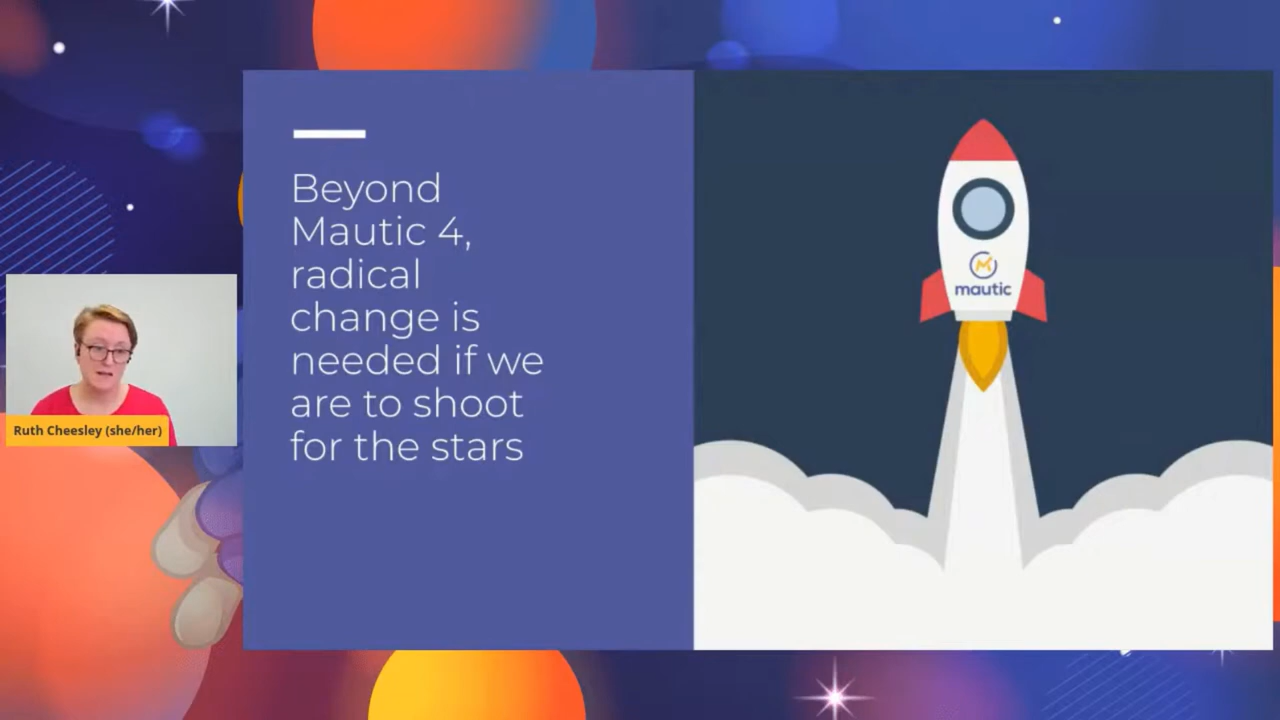 Beyond
Mautic 4,
radical
change is
needed if we
are to shoot
for the stars
mautic
Ruth Cheesley (she/her)